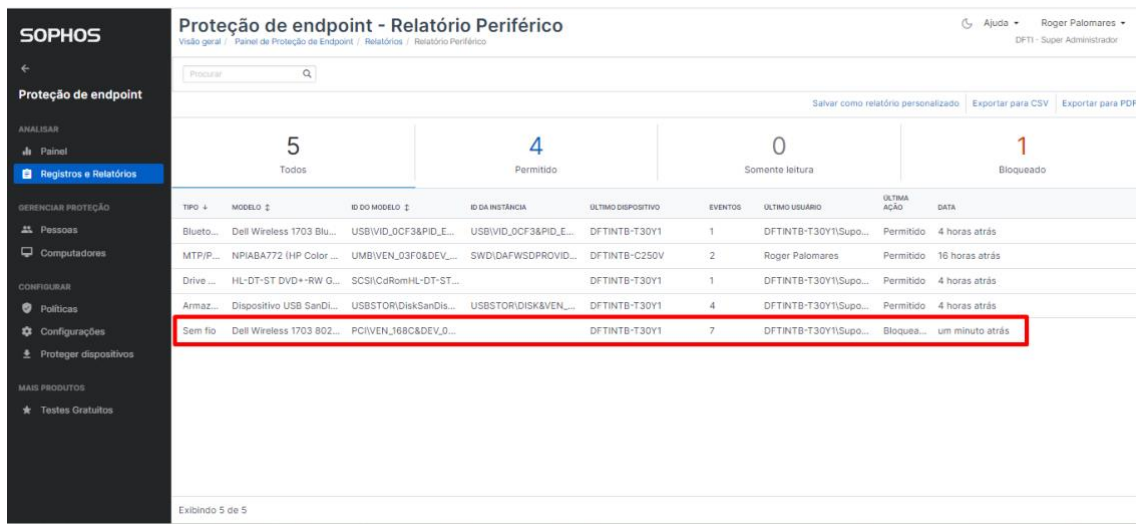 SOPHOS
Proteção de endpoint - Relatório Periférico
Visão geral / Painel de Proteção de Endpoint / Relatórios / Relatório Periférico
Ajuda
Roger Palomares
DFTI - Super Administrador
Proteção de endpoint
ANALISAR
Painel
Registros e Relatórios
GERENCIAR PROTEÇÃO
Pessoas
Computadores
CONFIGURAR
Políticas
Configurações
Proteger dispositivos
MAIS PRODUTOS
Testes Gratuitos
Procurar
Salvar como relatório personalizado Exportar para CSV Exportar para PDF
5 4 0 1
Todos Permitido Somente leitura Bloqueado
TIPO MODELO ID DO MODELO ID DA INSTÂNCIA ÚLTIMO DISPOSITIVO EVENTOS ÚLTIMO USUÁRIO ÚLTIMA AÇÃO DATA
Blueto... Dell Wireless 1703 Blu... USB\VID_0CF3&PID_E... USB\VID_0CF3&PID_E... DFTINTB-T30Y1 1 DFTINTB-T30Y1\Supo... Permitido 4 horas atrás
MTP/P... NPIABA772 (HP Color ... UMB\VEN_03F0&DEV_... SWD\DAFWSDPROVID... DFTINTB-C250V 2 Roger Palomares Permitido 16 horas atrás
Drive ... HL-DT-ST DVD+-RW G... SCSI\CdRomHL-DT-ST... DFTINTB-T30Y1 1 DFTINTB-T30Y1\Supo... Permitido 4 horas atrás
Armaz... Dispositivo USB SanDi... USBSTOR\DiskSanDis... USBSTOR\DISK&VEN_... DFTINTB-T30Y1 4 DFTINTB-T30Y1\Supo... Permitido 4 horas atrás
Sem fio Dell Wireless 1703 802... PCI\VEN_168C&DEV_0... DFTINTB-T30Y1 7 DFTINTB-T30Y1\Supo... Bloquea... um minuto atrás
Exibindo 5 de 5